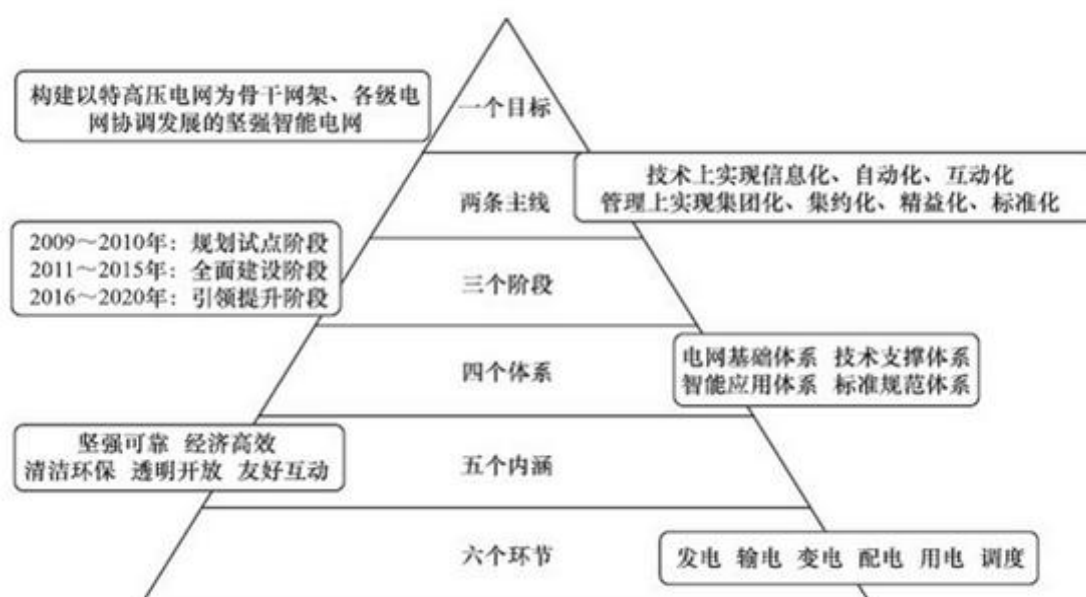 一个目标
构建以特高压电网为骨干网架、各级电
网协调发展的坚强智能电网
两条主线
技术上实现信息化、自动化、互动化
管理上实现集团化、集约化、精益化、标准化
三个阶段
2009～2010年：规划试点阶段
2011～2015年：全面建设阶段
2016～2020年：引领提升阶段
四个体系
电网基础体系 技术支撑体系
智能应用体系 标准规范体系
五个内涵
坚强可靠 经济高效
清洁环保 透明开放 友好互动
六个环节
发电 输电 变电 配电 用电 调度